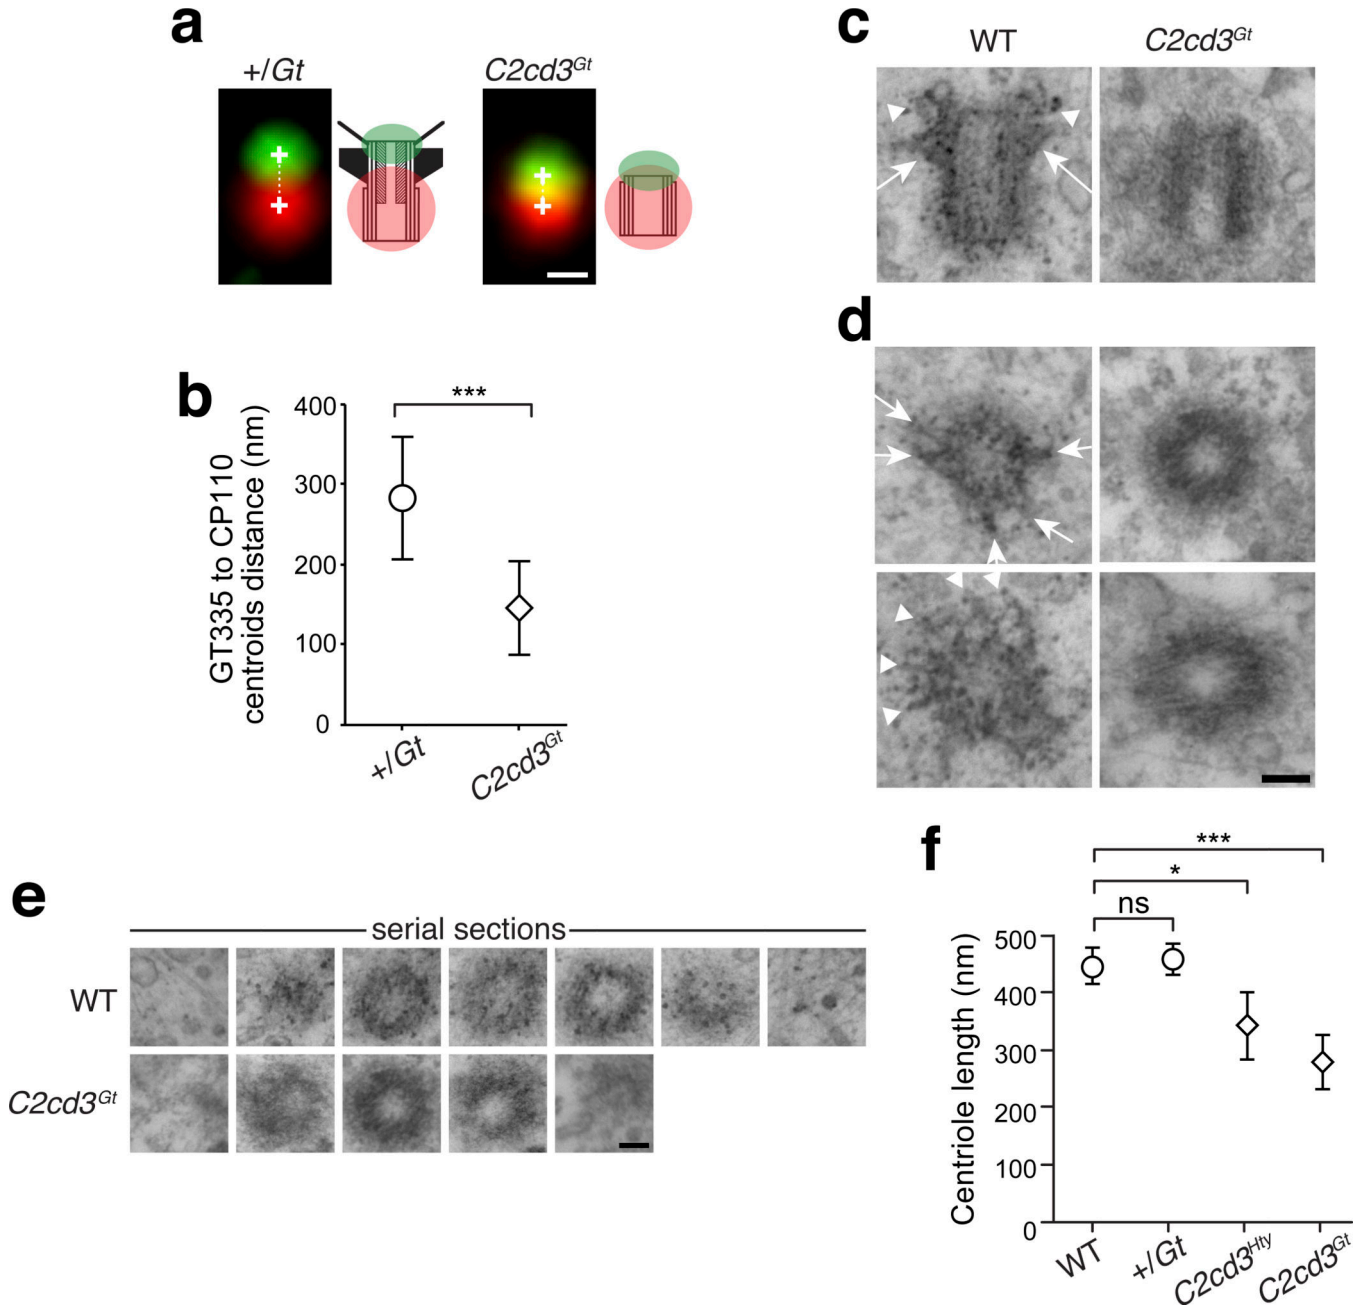 a
+/Gt
C2cd3Gt
b
***
GT335 to CP110
centroids distance (nm)
400
300
200
100
0
+/Gt
C2cd3Gt
c
WT
C2cd3Gt
d
e
serial sections
WT
C2cd3Gt
f
***
*
ns
Centriole length (nm)
500
400
300
200
100
0
WT
+/Gt
C2cd3Hty
C2cd3Gt